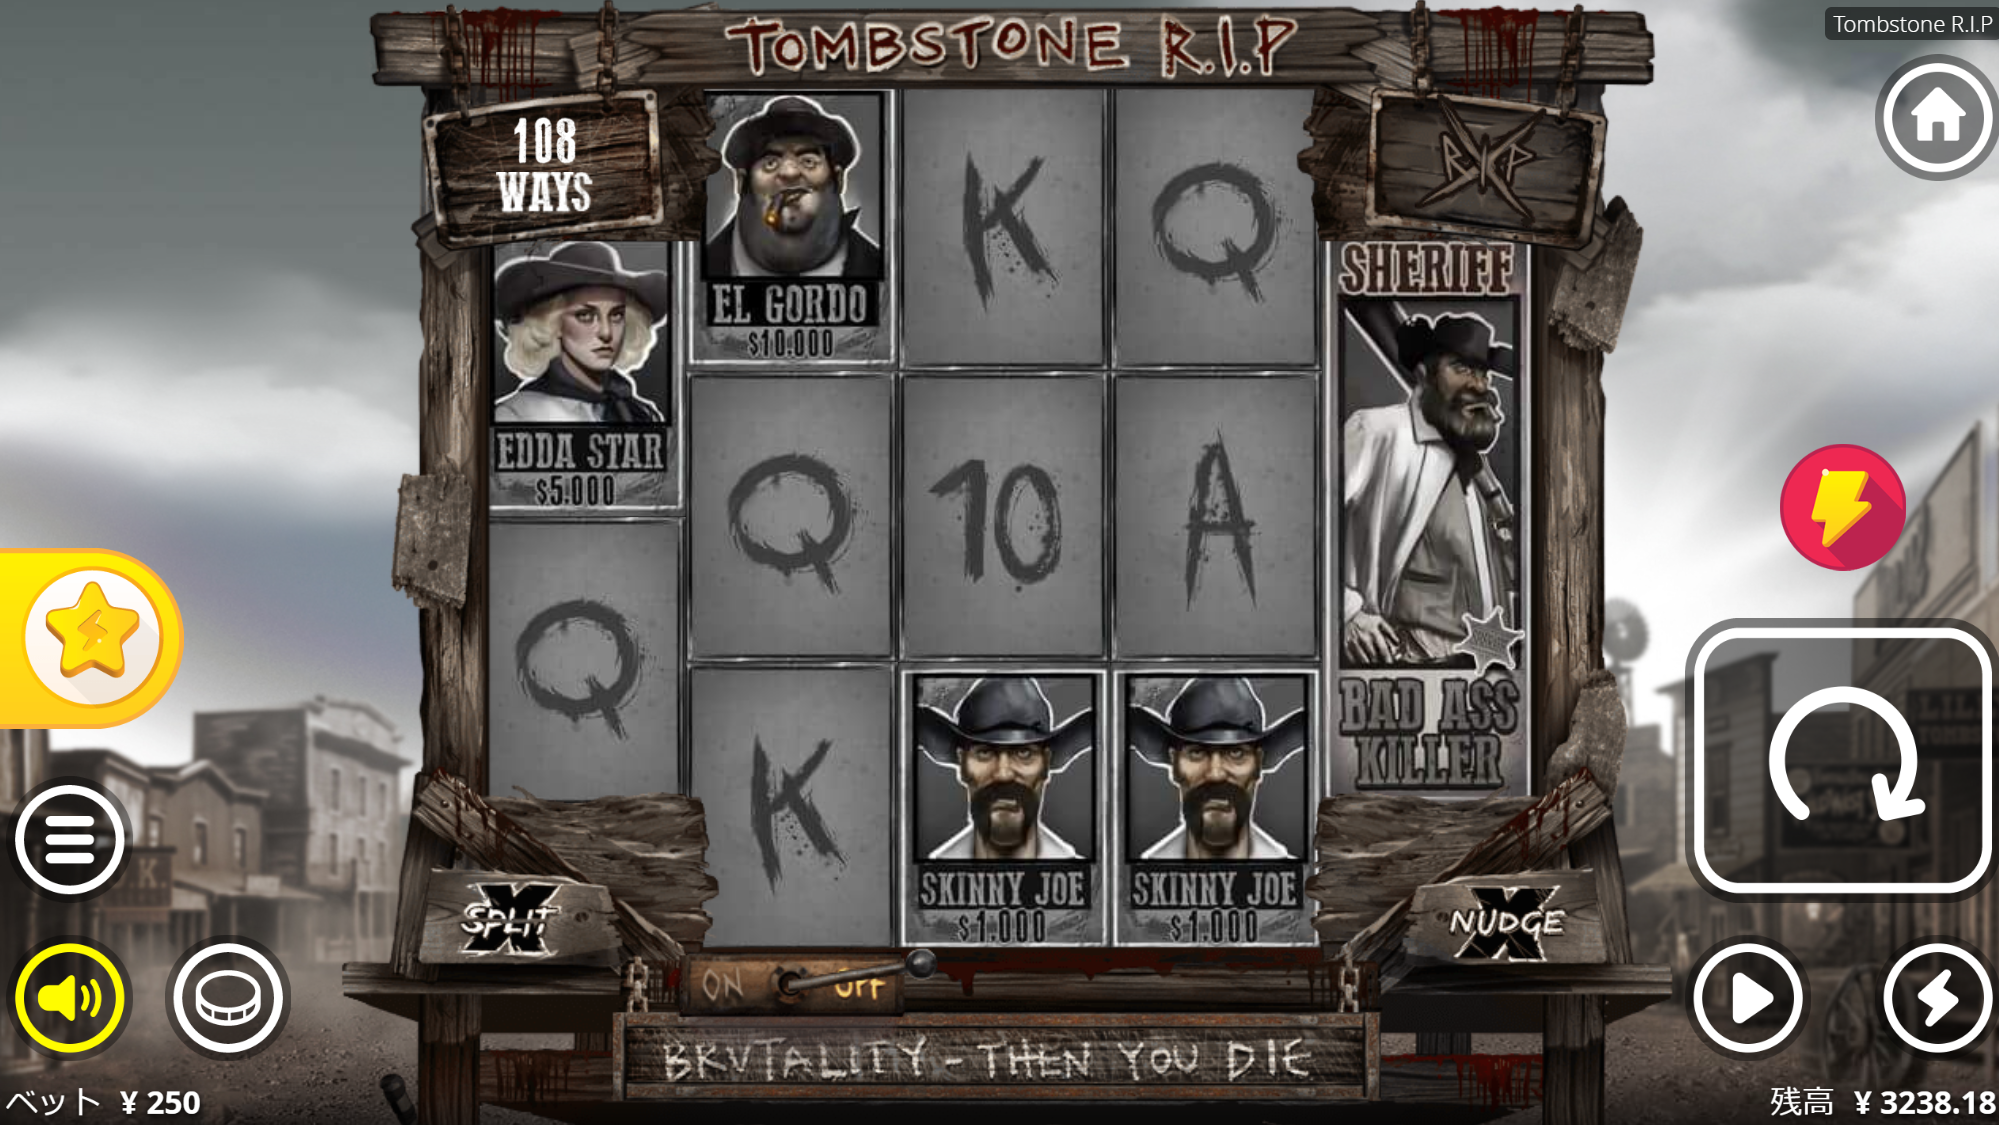 Tombstone R.I.P
TOMBSTONE R.I.P
108
WAYS
R I P
EL GORDO
$10.000
K
Q
SHERIFF
EDDA STAR
$5.000
Q
10
A
Q
K
BAD ASS
KILLER
SKINNY JOE
$1.000
SKINNY JOE
$1.000
SPLIT
X
NUDGE
X
ON
OFF
BRUTALITY - THEN YOU DIE
ベット ¥ 250
残高 ¥ 3238.18